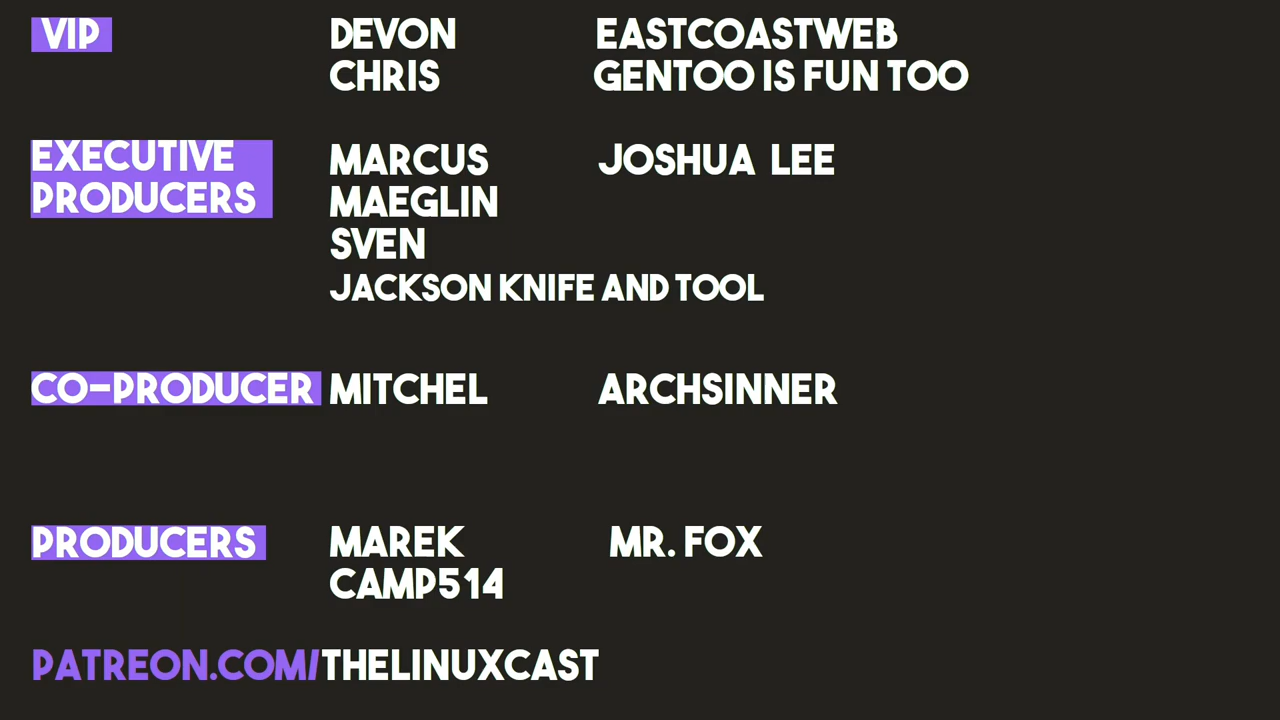 VIP DEVON EASTCOASTWEB
CHRIS GENTOO IS FUN TOO
EXECUTIVE PRODUCERS
MARCUS JOSHUA LEE
MAEGLIN
SVEN
JACKSON KNIFE AND TOOL
CO-PRODUCER MITCHEL ARCHSINNER
PRODUCERS MAREK MR. FOX
CAMP514
PATREON.COM/THELINUXCAST